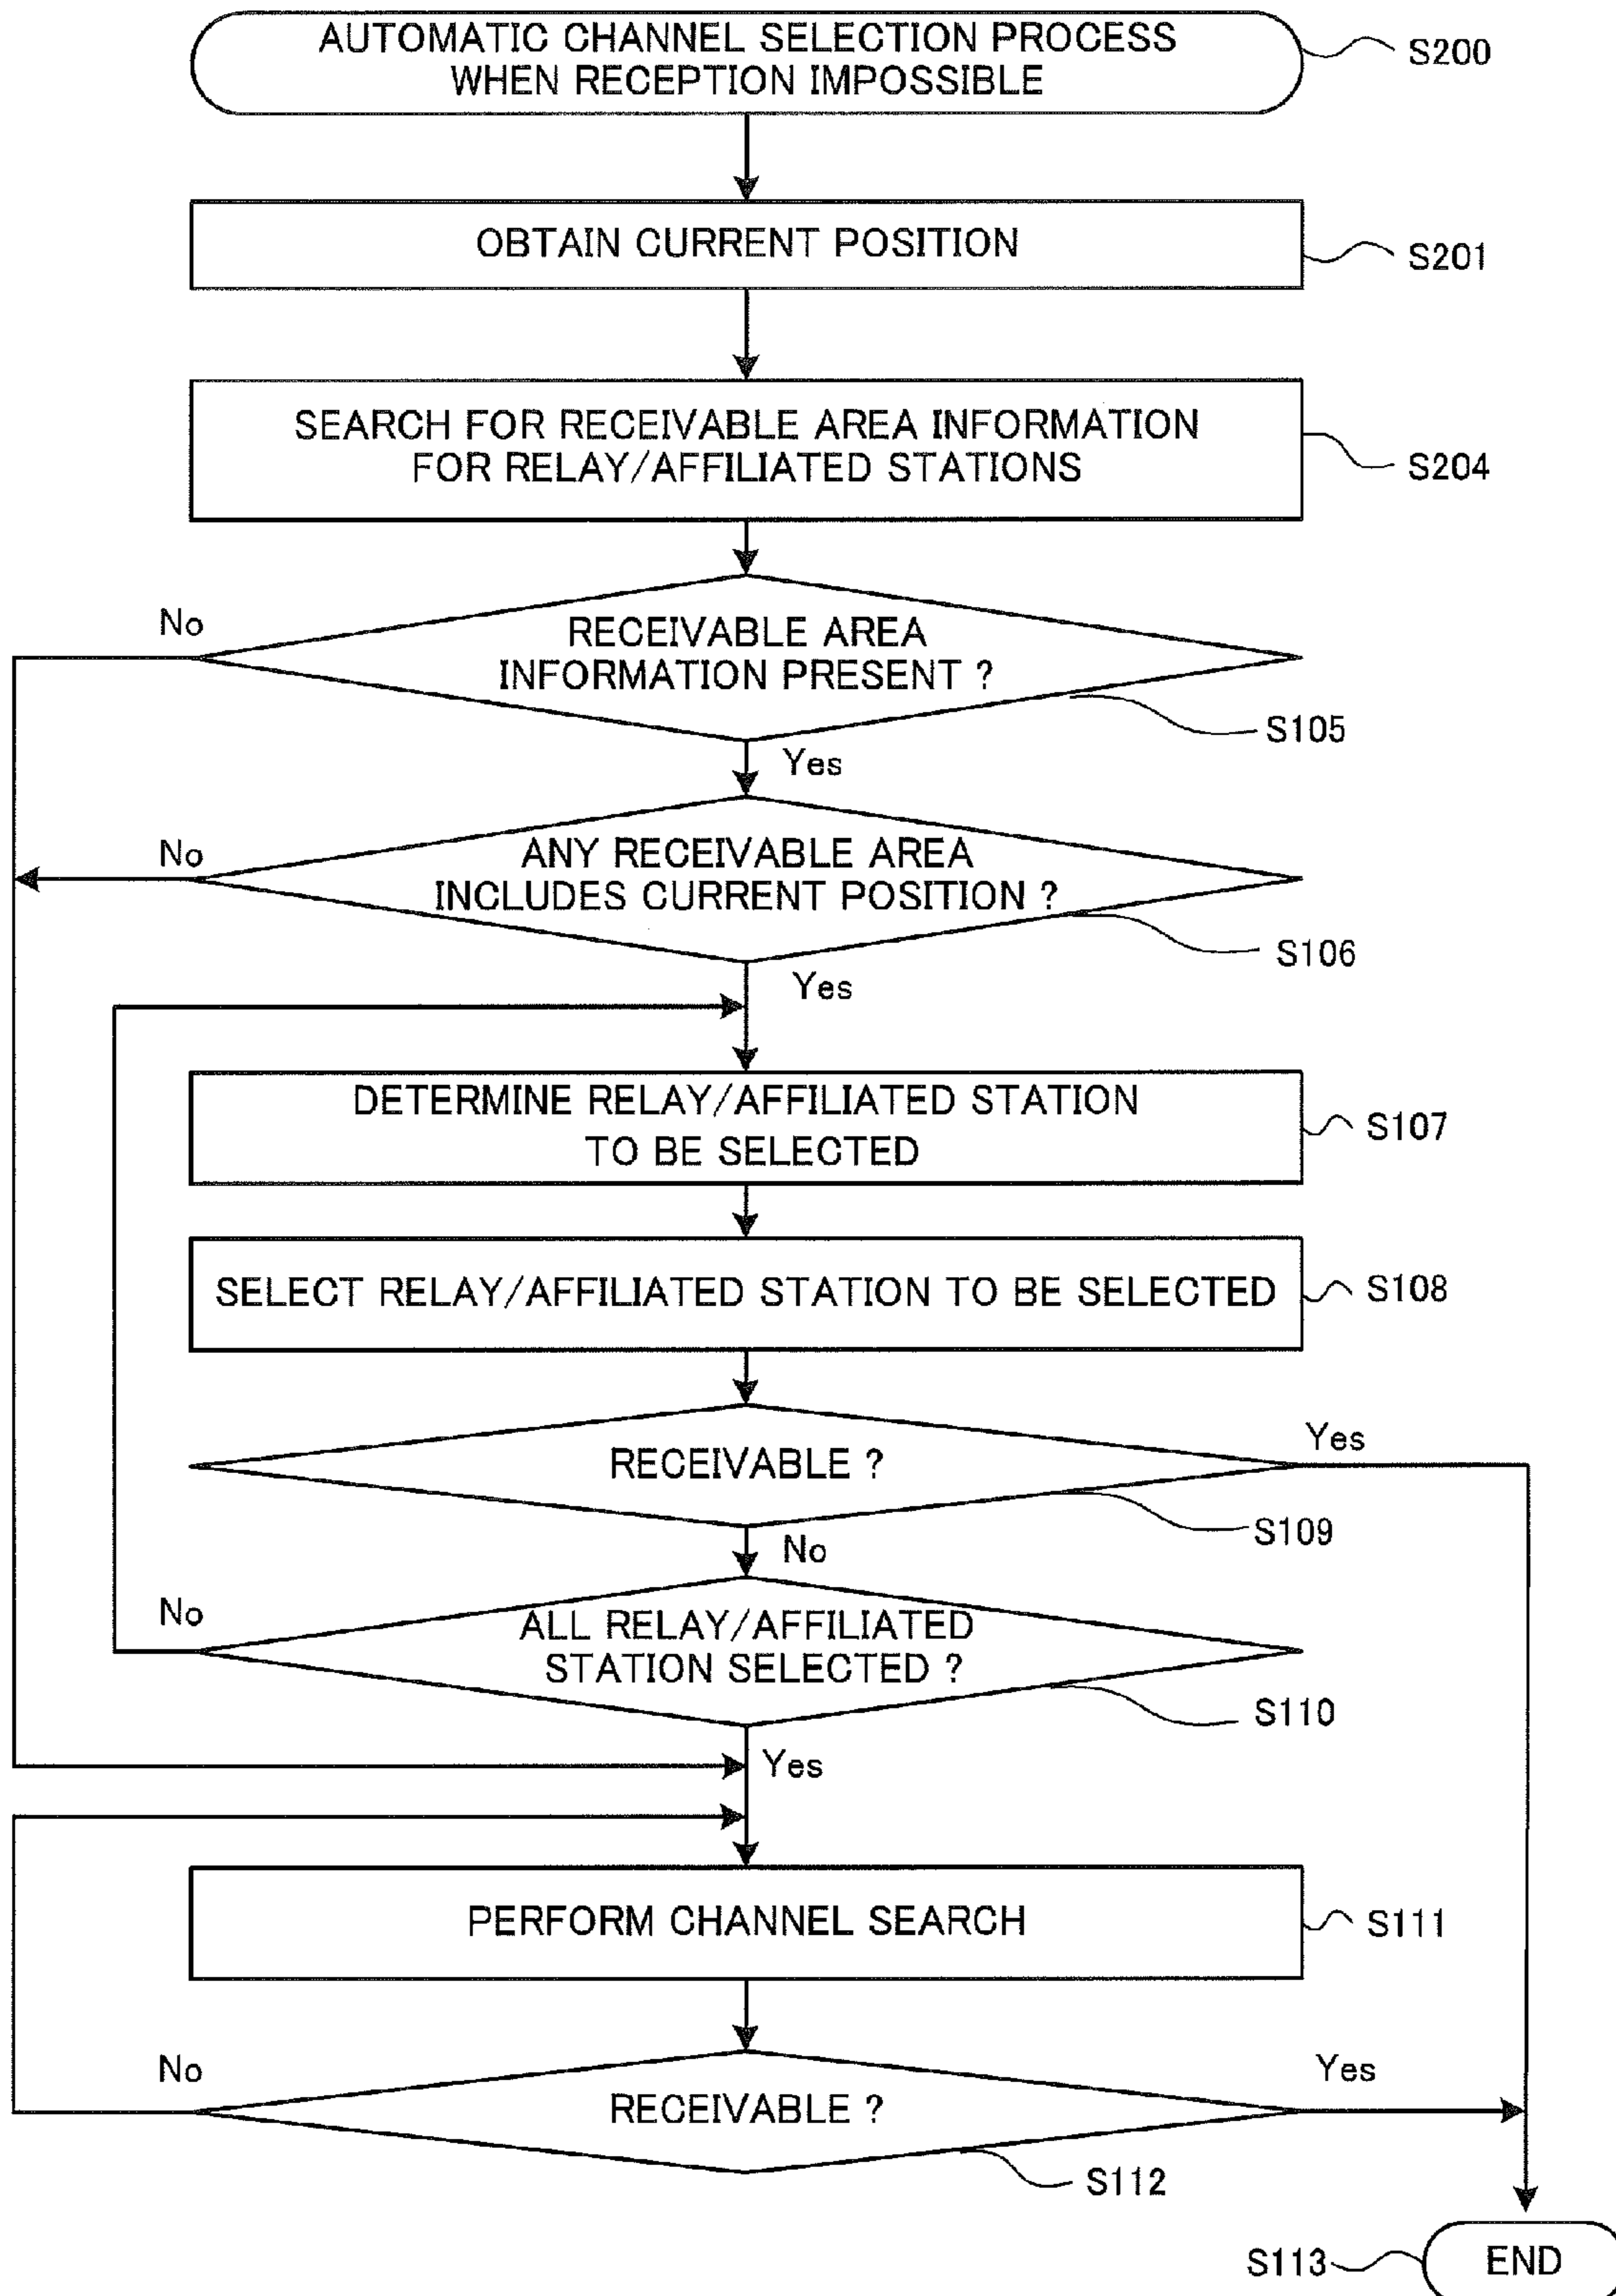 AUTOMATIC CHANNEL SELECTION PROCESS
WHEN RECEPTION IMPOSSIBLE
S200
OBTAIN CURRENT POSITION
S201
SEARCH FOR RECEIVABLE AREA INFORMATION
FOR RELAY/AFFILIATED STATIONS
S204
No
RECEIVABLE AREA
INFORMATION PRESENT ?
S105
Yes
No
ANY RECEIVABLE AREA
INCLUDES CURRENT POSITION ?
S106
Yes
DETERMINE RELAY/AFFILIATED STATION
TO BE SELECTED
S107
SELECT RELAY/AFFILIATED STATION TO BE SELECTED
S108
RECEIVABLE ?
Yes
S109
No
No
ALL RELAY/AFFILIATED
STATION SELECTED ?
S110
Yes
PERFORM CHANNEL SEARCH
S111
No
RECEIVABLE ?
Yes
S112
S113
END